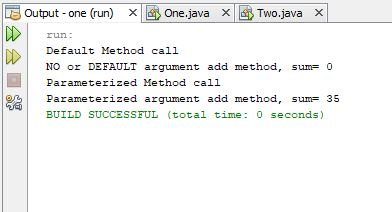 Output - one (run) One.java Two.java
run:
Default Method call
NO or DEFAULT argument add method, sum= 0
Parameterized Method call
Parameterized argument add method, sum= 35
BUILD SUCCESSFUL (total time: 0 seconds)